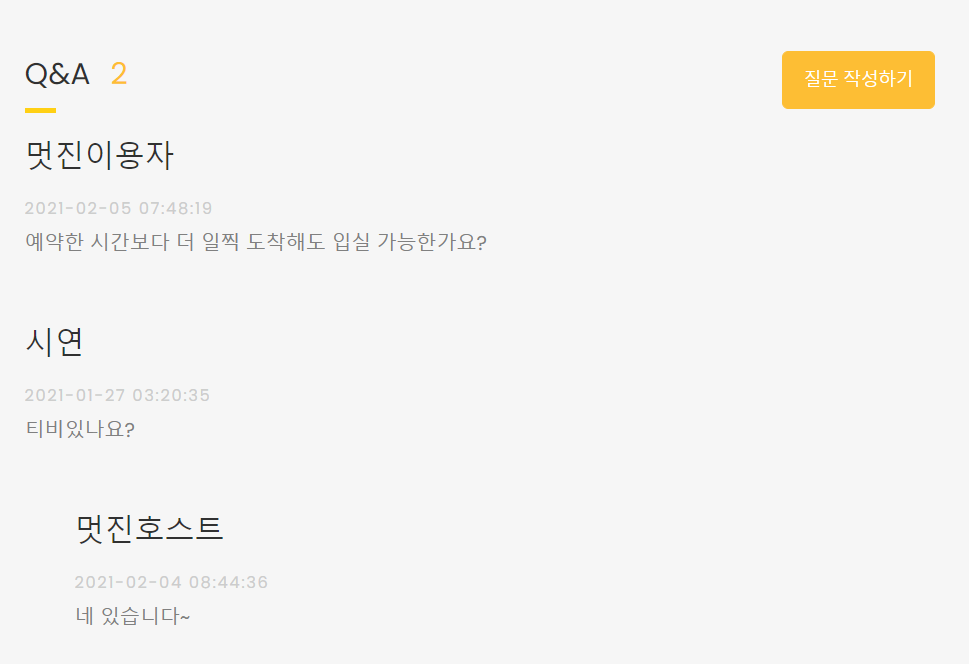 Q&A 2
질문 작성하기
멋진이용자
2021-02-05 07:48:19
예약한 시간보다 더 일찍 도착해도 입실 가능한가요?
시연
2021-01-27 03:20:35
티비있나요?
멋진호스트
2021-02-04 08:44:36
네 있습니다~